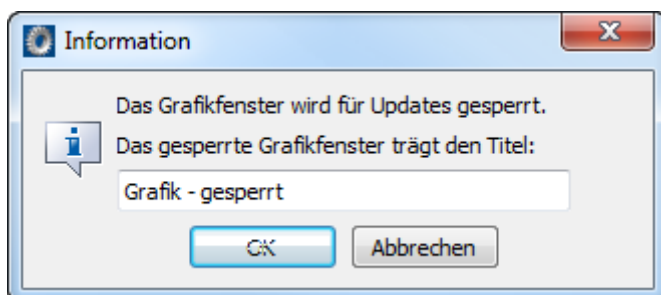 Information
Das Grafikfenster wird für Updates gesperrt.
Das gesperrte Grafikfenster trägt den Titel:
Grafik - gesperrt
OK
Abbrechen